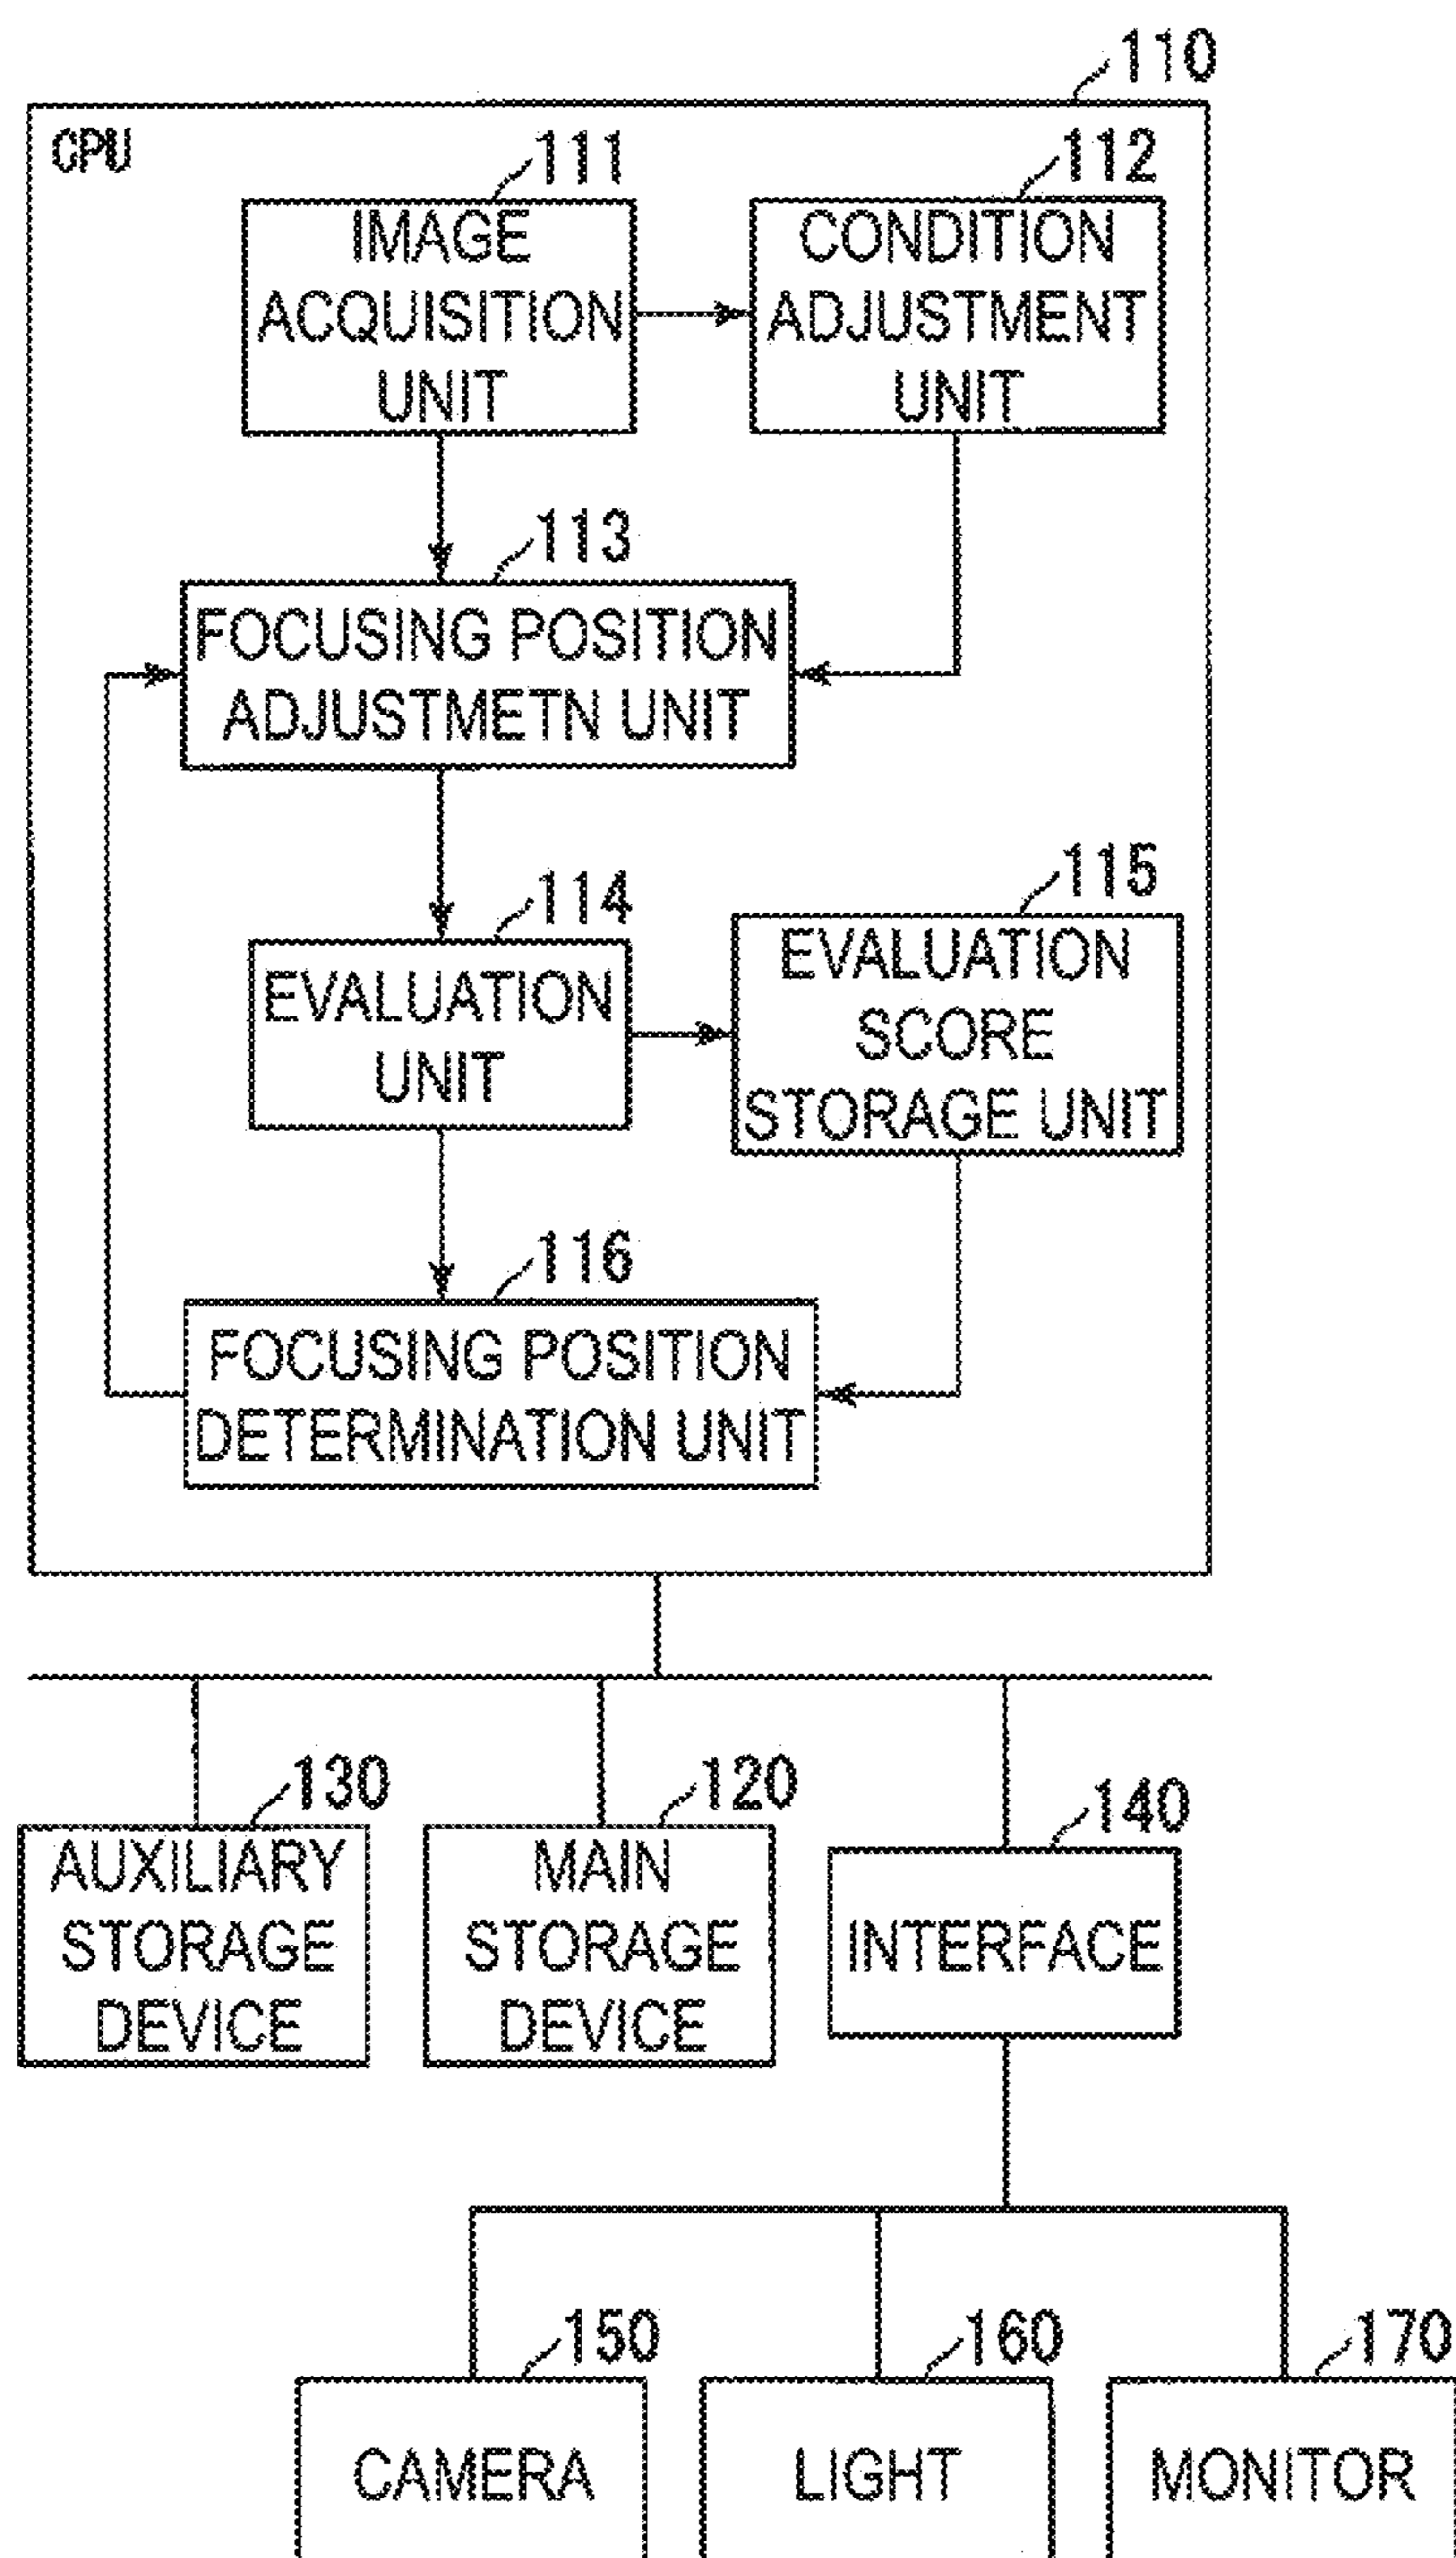 110
CPU
111
112
IMAGE
ACQUISITION
UNIT
CONDITION
ADJUSTMENT
UNIT
113
FOCUSING POSITION
ADJUSTMETN UNIT
114
115
EVALUATION
UNIT
EVALUATION
SCORE
STORAGE UNIT
116
FOCUSING POSITION
DETERMINATION UNIT
130
120
140
AUXILIARY
STORAGE
DEVICE
MAIN
STORAGE
DEVICE
INTERFACE
150
160
170
CAMERA
LIGHT
MONITOR